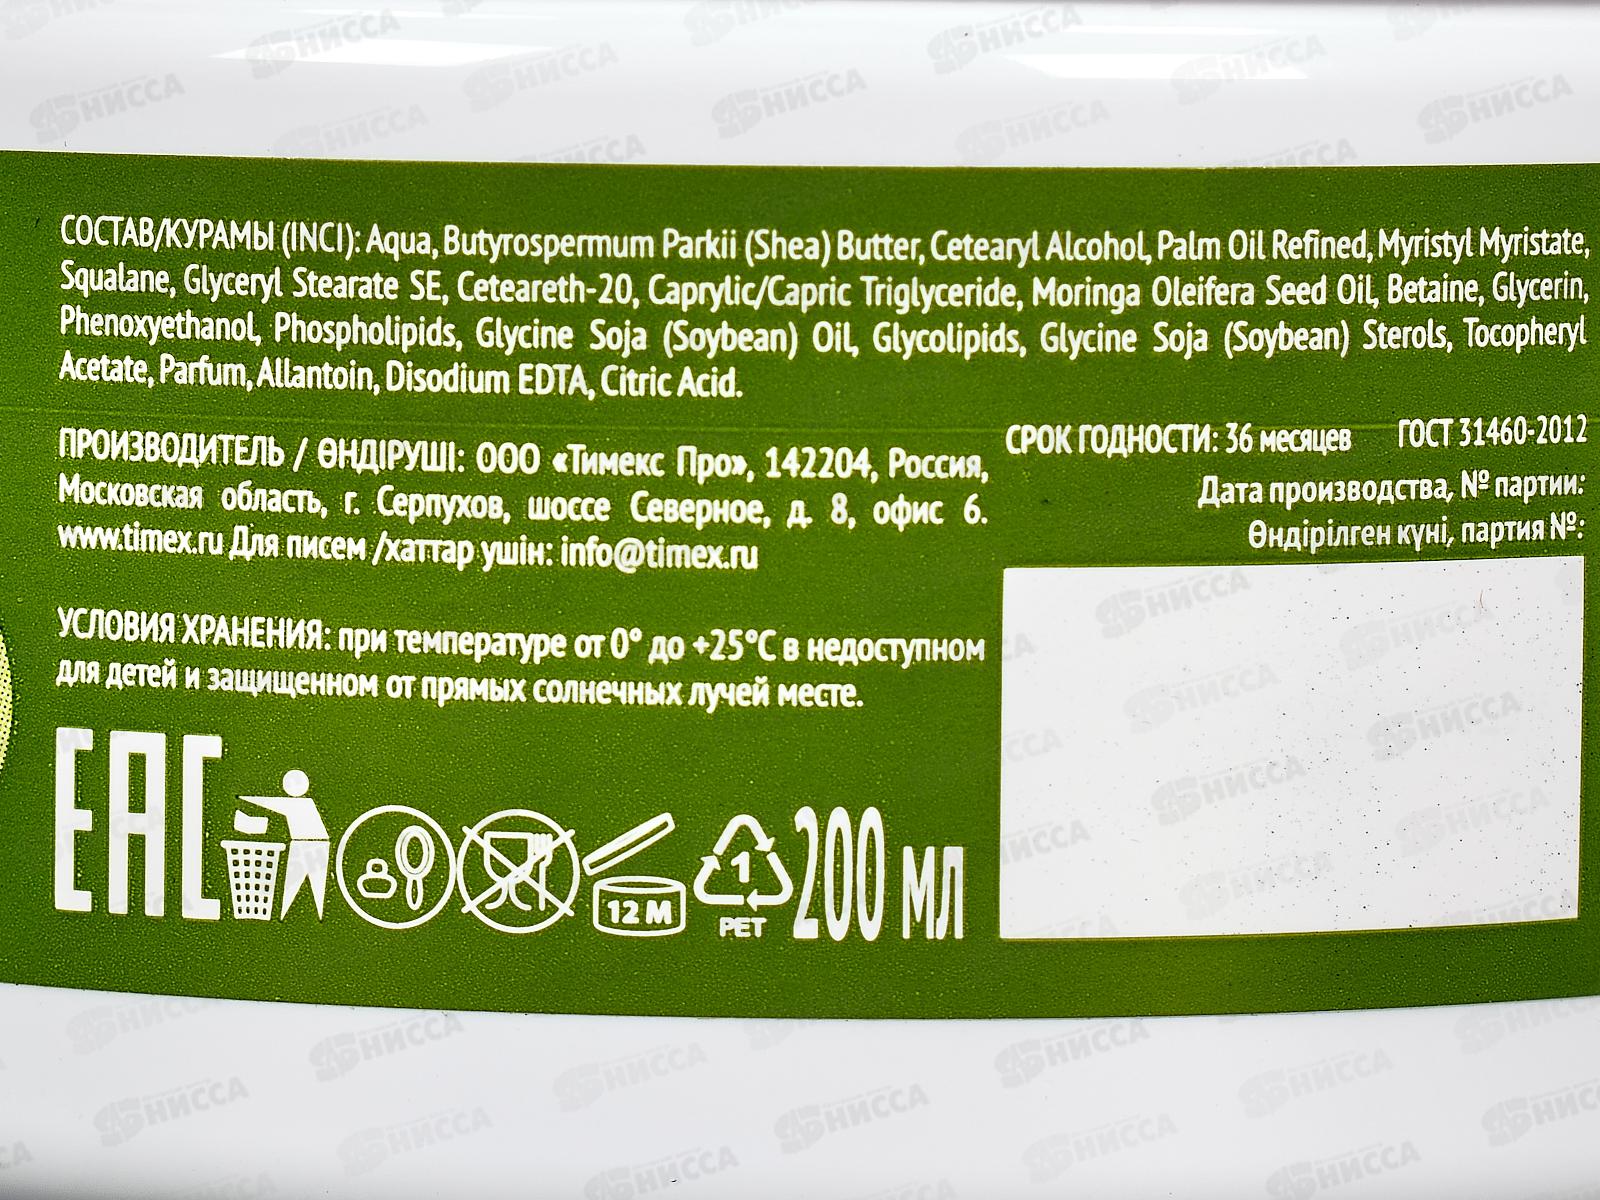 СОСТАВ/КУРАМЫ (INCI): Aqua, Butyrospermum Parkii (Shea) Butter, Cetearyl Alcohol, Palm Oil Refined, Myristyl Myristate,
Squalane, Glyceryl Stearate SE, Ceteareth-20, Caprylic/Capric Triglyceride, Moringa Oleifera Seed Oil, Betaine, Glycerin,
Phenoxyethanol, Phospholipids, Glycine Soja (Soybean) Oil, Glycolipids, Glycine Soja (Soybean) Sterols, Tocopheryl
Acetate, Parfum, Allantoin, Disodium EDTA, Citric Acid.
ПРОИЗВОДИТЕЛЬ / ӨНДІРУШІ: ООО «Тимекс Про», 142204, Россия,
Московская область, г. Серпухов, шоссе Северное, д. 8, офис 6.
www.timex.ru Для писем /хаттар үшін: info@timex.ru
СРОК ГОДНОСТИ: 36 месяцев ГОСТ 31460-2012
Дата производства, № партии:
Өндірілген күні, партия №:
УСЛОВИЯ ХРАНЕНИЯ: при температуре от 0° до +25°C в недоступном
для детей и защищенном от прямых солнечных лучей месте.
EAC
12 M
1
PET
200 мл
НИССА